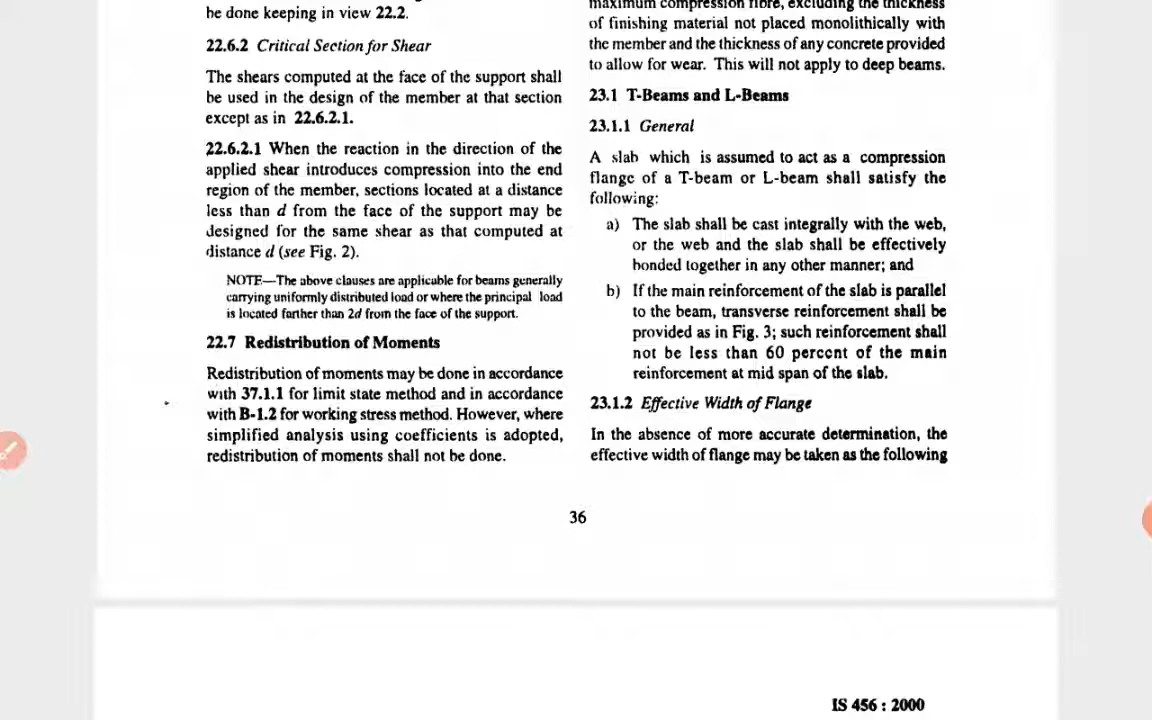 be done keeping in view 22.2.
22.6.2 Critical Section for Shear
The shears computed at the face of the support shall
be used in the design of the member at that section
except as in 22.6.2.1.
22.6.2.1 When the reaction in the direction of the
applied shear introduces compression into the end
region of the member, sections located at a distance
less than d from the face of the support may be
designed for the same shear as that computed at
distance d (see Fig. 2).
NOTE—The above clauses are applicable for beams generally
carrying uniformly distributed load or where the principal load
is located farther than 2d from the face of the support.
22.7 Redistribution of Moments
Redistribution of moments may be done in accordance
with 37.1.1 for limit state method and in accordance
with B-1.2 for working stress method. However, where
simplified analysis using coefficients is adopted,
redistribution of moments shall not be done.
maximum compression fibre, excluding the thickness
of finishing material not placed monolithically with
the member and the thickness of any concrete provided
to allow for wear. This will not apply to deep beams.
23.1 T-Beams and L-Beams
23.1.1 General
A slab which is assumed to act as a compression
flange of a T-beam or L-beam shall satisfy the
following:
a) The slab shall be cast integrally with the web,
or the web and the slab shall be effectively
bonded together in any other manner; and
b) If the main reinforcement of the slab is parallel
to the beam, transverse reinforcement shall be
provided as in Fig. 3; such reinforcement shall
not be less than 60 percent of the main
reinforcement at mid span of the slab.
23.1.2 Effective Width of Flange
In the absence of more accurate determination, the
effective width of flange may be taken as the following
36
IS 456 : 2000